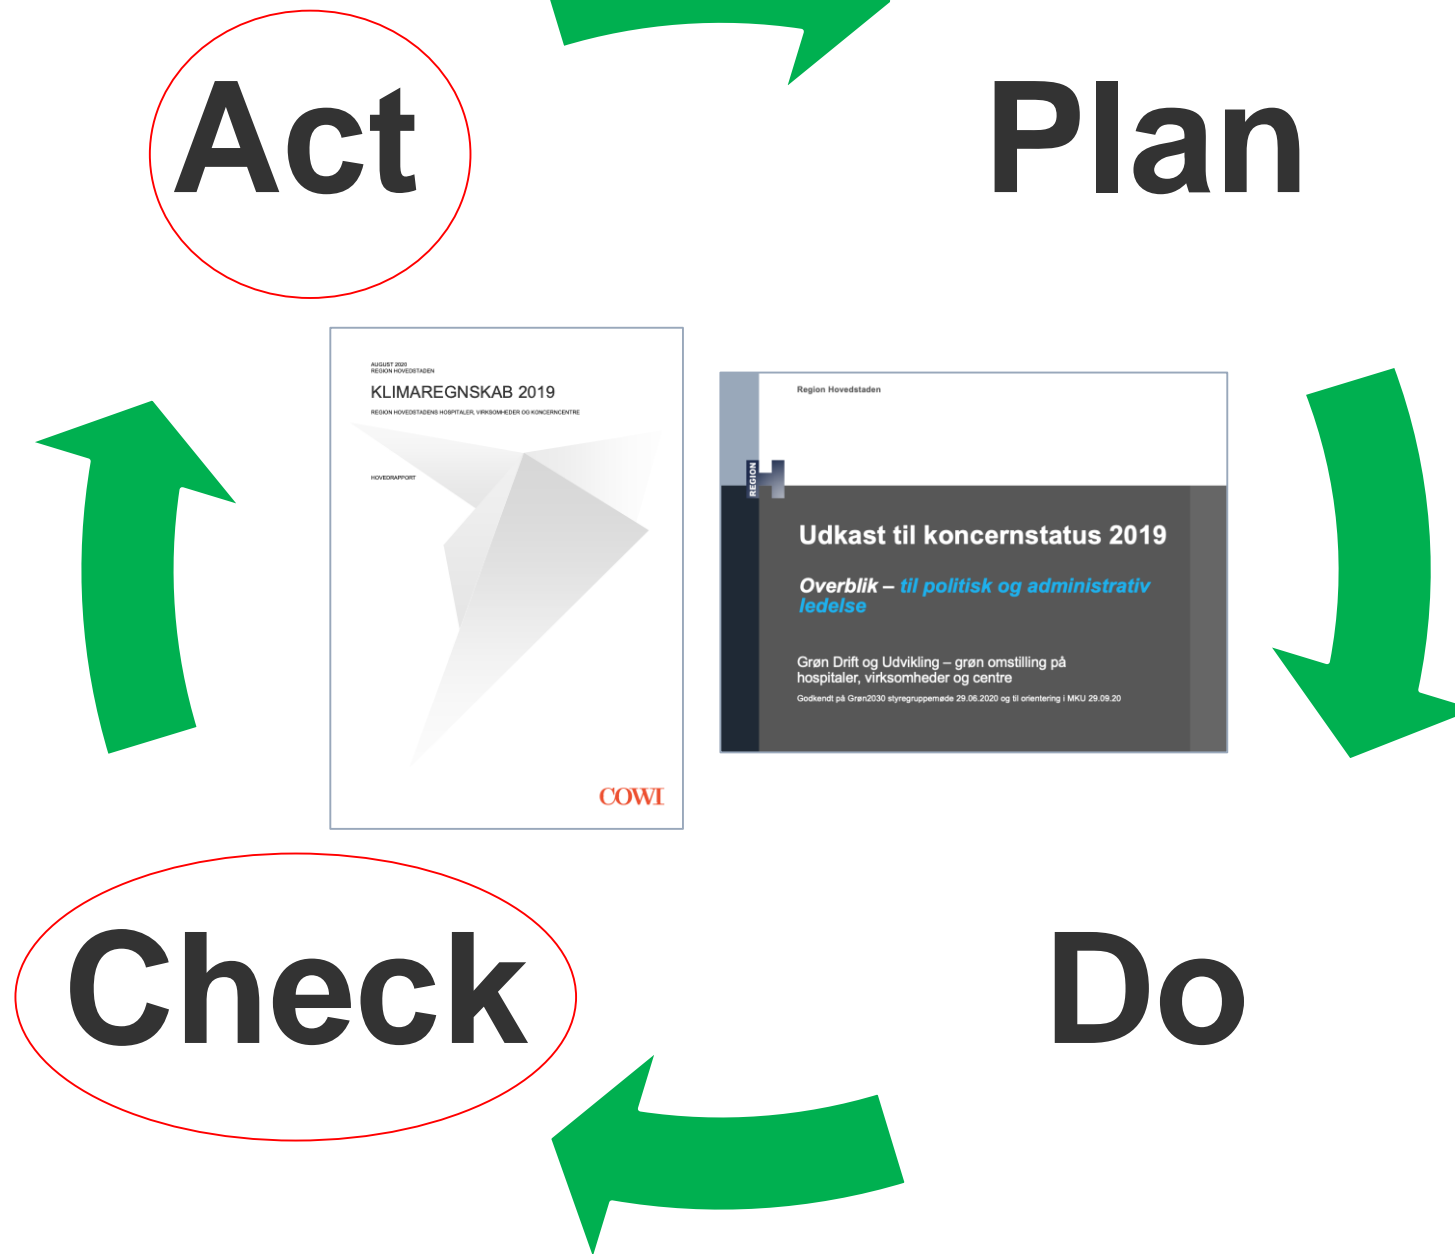 Act
Plan
AUGUST 2020
REGION HOVEDSTADEN
KLIMAREGNSKAB 2019
REGION HOVEDSTADENS HOSPITALER, VIRKSOMHEDER OG KONCERNCENTRE
HOVEDRAPPORT
COWI
Region Hovedstaden
REGION
Udkast til koncernstatus 2019
Overblik – til politisk og administrativ
ledelse
Grøn Drift og Udvikling – grøn omstilling på
hospitaler, virksomheder og centre
Godkendt på Grøn2030 styregruppemøde 29.06.2020 og til orientering i MKU 29.09.20
Check
Do